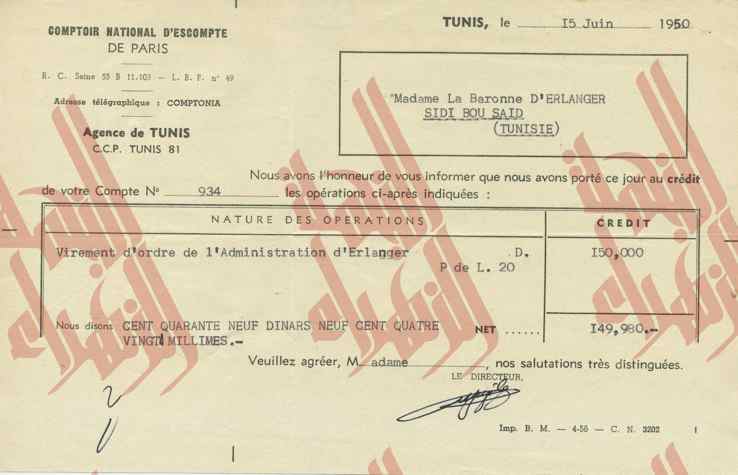 COMPTOIR NATIONAL D'ESCOMPTE
DE PARIS
R. C. Seine 55 B 11.103 — L. B. F. n° 49
Adresse télégraphique : COMPTONIA
Agence de TUNIS
C.C.P. TUNIS 81
TUNIS, le 15 Juin 1960
Madame La Baronne D'ERLANGER
SIDI BOU SAID
(TUNISIE)
Nous avons l'honneur de vous informer que nous avons porté ce jour au crédit
de votre Compte N° 934 les opérations ci-après indiquées :
NATURE DES OPERATIONS CREDIT
Virement d'ordre de l'Administration d'Erlanger D. 150,000
P de L. 20
Nous disons CENT QUARANTE NEUF DINARS NEUF CENT QUATRE NET ...... 149,980.-
VINGT MILLIMES.-
Veuillez agréer, Madame, nos salutations très distinguées.
LE DIRECTEUR,
Imp. B. M. — 4-56 — C. N. 3202